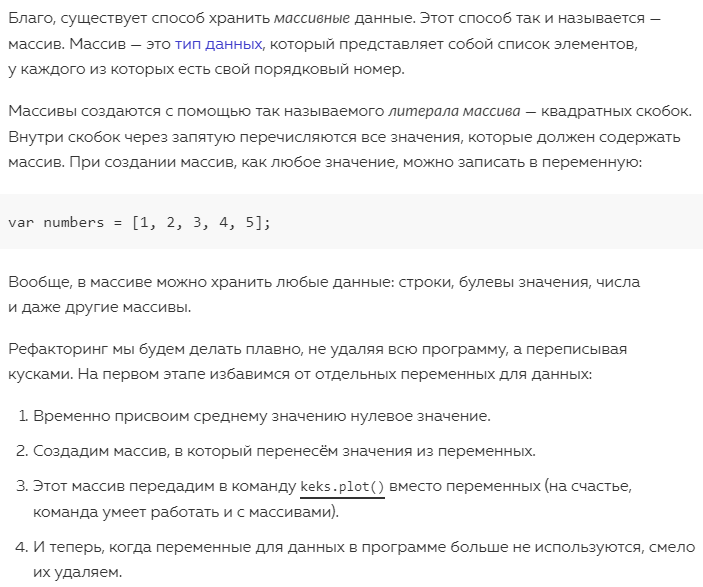 Благо, существует способ хранить массивные данные. Этот способ так и называется —
массив. Массив — это тип данных, который представляет собой список элементов,
у каждого из которых есть свой порядковый номер.
Массивы создаются с помощью так называемого литерала массива — квадратных скобок.
Внутри скобок через запятую перечисляются все значения, которые должен содержать
массив. При создании массив, как любое значение, можно записать в переменную:
var numbers = [1, 2, 3, 4, 5];
Вообще, в массиве можно хранить любые данные: строки, булевы значения, числа
и даже другие массивы.
Рефакторинг мы будем делать плавно, не удаляя всю программу, а переписывая
кусками. На первом этапе избавимся от отдельных переменных для данных:
1. Временно присвоим среднему значению нулевое значение.
2. Создадим массив, в который перенесём значения из переменных.
3. Этот массив передадим в команду keks.plot() вместо переменных (на счастье,
команда умеет работать и с массивами).
4. И теперь, когда переменные для данных в программе больше не используются, смело
их удаляем.